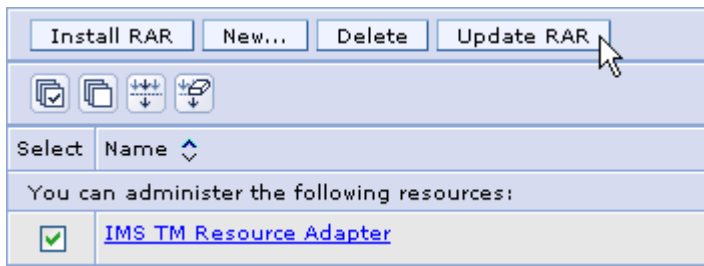 Install RAR New... Delete Update RAR
Select Name
You can administer the following resources:
IMS TM Resource Adapter